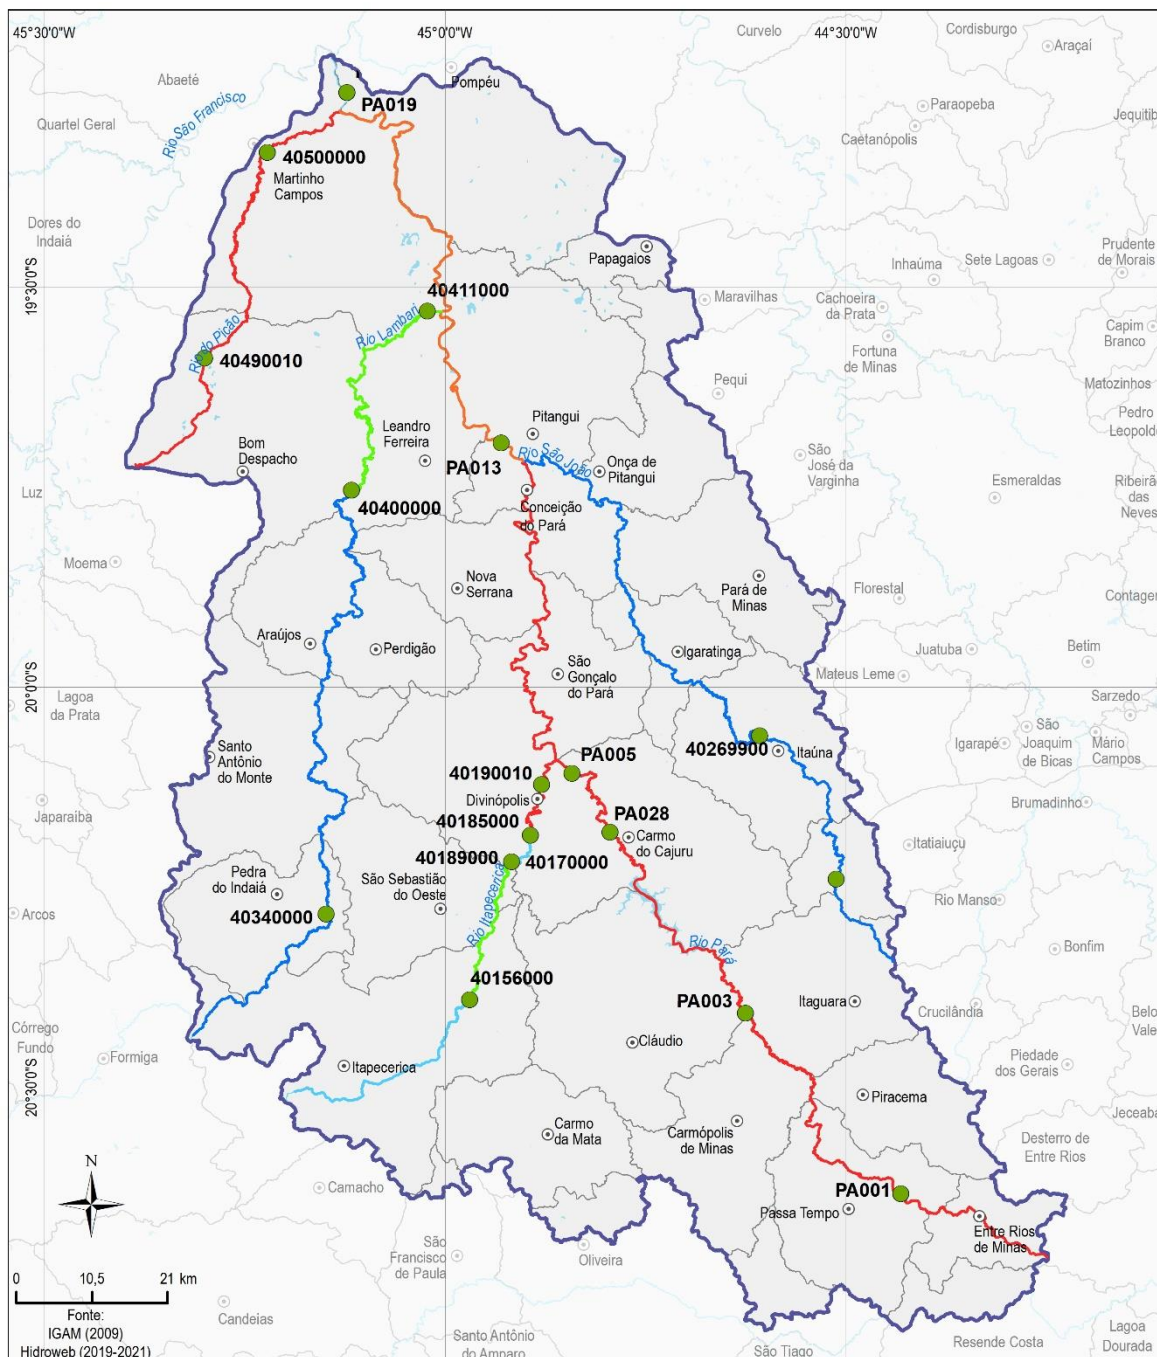 45°30'0"W
45°0'0"W
44°30'0"W
Curvelo
Cordisburgo
Araçaí
Abaeté
Pompéu
PA019
Paraopeba
Jequitib
Quartel Geral
Rio São Francisco
Caetanópolis
40500000
Martinho
Campos
Dores do
Indaiá
Papagaios
Inhaúma
Sete Lagoas
Prudente
de Morais
19°30'0"S
40411000
Maravilhas
Cachoeira
da Prata
Rio Lambari
Capim
Branco
Rio do Picão
40490010
Fortuna
de Minas
Pequi
Matozinhos
Leandro
Ferreira
Pitangui
Pedro
Leopoldo
Bom
Despacho
PA013
Rio São João
Onça de
Pitangui
São
José da
Varginha
Luz
Esmeraldas
Ribeirã
das
Neves
40400000
Conceição
do Pará
Moema
Nova
Serrana
Pará de
Minas
Florestal
Contagem
Araújos
Perdigão
Igaratinga
Juatuba
Betim
São
Gonçalo
do Pará
Mateus Leme
20°0'0"S
Lagoa
da Prata
Sarzedo
Santo
Antônio
do Monte
40269900
Itaúna
Igarapé
São
Joaquim
de Bicas
Mário
Campos
PA005
40190010
Divinópolis
Japaraiba
Brumadinho
40185000
PA028
Carmo
do Cajuru
Itatiaiuçu
40189000
40170000
Pedra
do Indaiá
São Sebastião
do Oeste
Rio Itapecerica
Arcos
Rio Manso
40340000
Rio Pará
Bonfim
40156000
PA003
Itaguara
Crucilândia
Belo
Vale
Córrego
Fundo
Formiga
Cláudio
Piedade
dos Gerais
Itapecerica
20°30'0"S
Piracema
Jeceaba
Carmo
da Mata
Carmópolis
de Minas
Desterro de
Entre Rios
N
Camacho
PA001
Passa Tempo
Entre Rios
de Minas
São
Francisco
de Paula
Oliveira
0 10,5 21 km
Fonte:
IGAM (2009)
Hidroweb (2019-2021)
Candeias
Santo Antônio
do Amparo
São Tiago
Resende Costa
Lagoa
Dourada